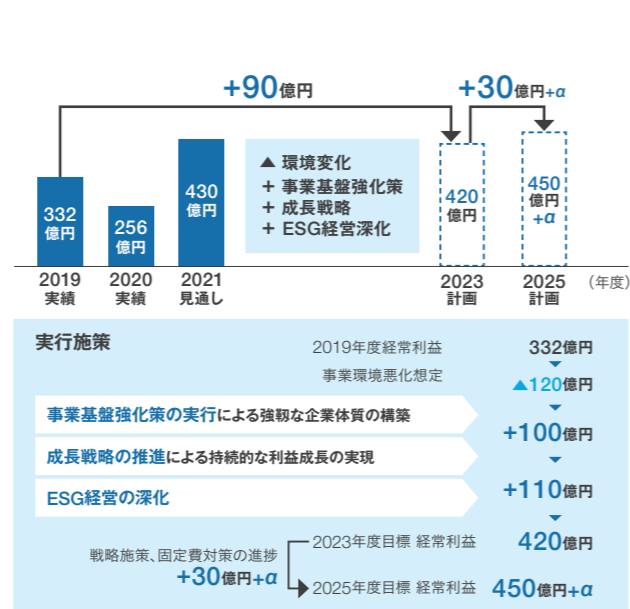 +90億円
+30億円+α
332
億円
256
億円
430
億円
▲ 環境変化
+ 事業基盤強化策
+ 成長戦略
+ ESG経営深化
420
億円
450
億円
+α
2019
実績
2020
実績
2021
見通し
2023
計画
2025
計画
（年度）
実行施策
2019年度経常利益
332億円
事業環境悪化想定
▲120億円
事業基盤強化策の実行による強靱な企業体質の構築
+100億円
成長戦略の推進による持続的な利益成長の実現
+110億円
ESG経営の深化
2023年度目標 経常利益
420億円
戦略施策、固定費対策の進捗
+30億円+α
2025年度目標 経常利益
450億円+α